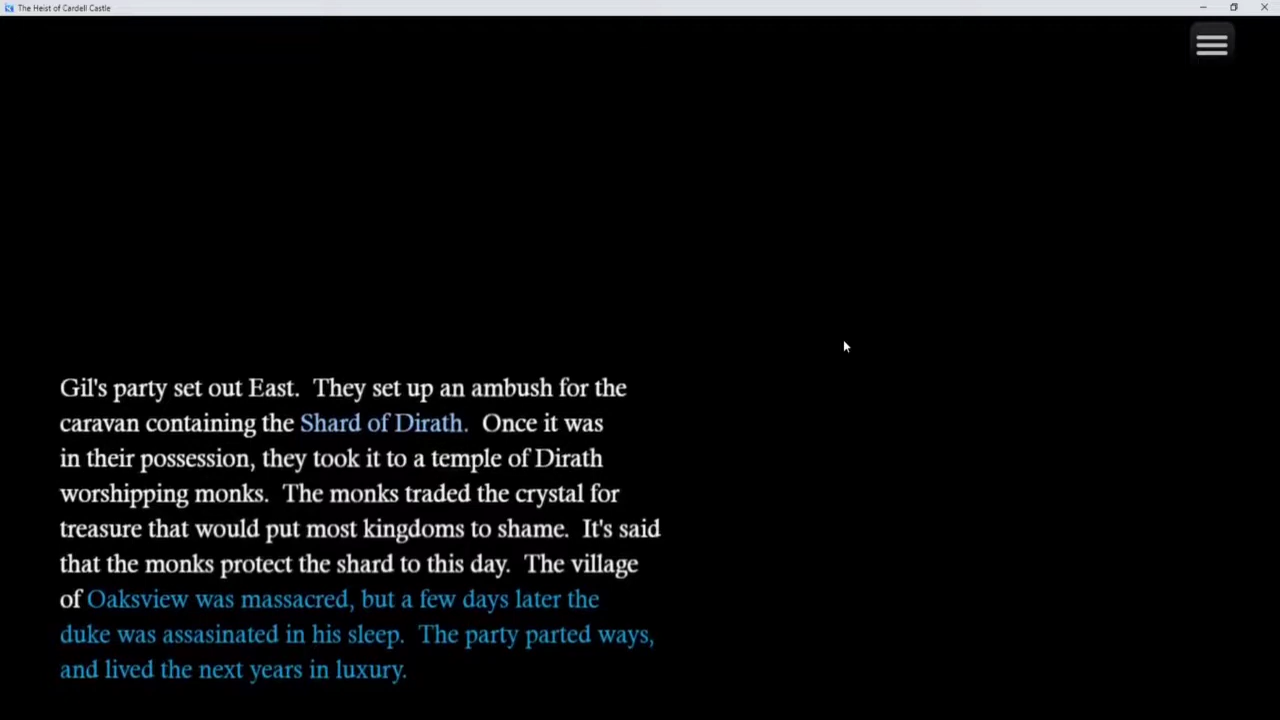 The Heist of Cardell Castle
Gil's party set out East.  They set up an ambush for the
caravan containing the Shard of Dirath.  Once it was
in their possession, they took it to a temple of Dirath
worshipping monks.  The monks traded the crystal for
treasure that would put most kingdoms to shame.  It's said
that the monks protect the shard to this day.  The village
of Oaksview was massacred, but a few days later the
duke was assasinated in his sleep.  The party parted ways,
and lived the next years in luxury.